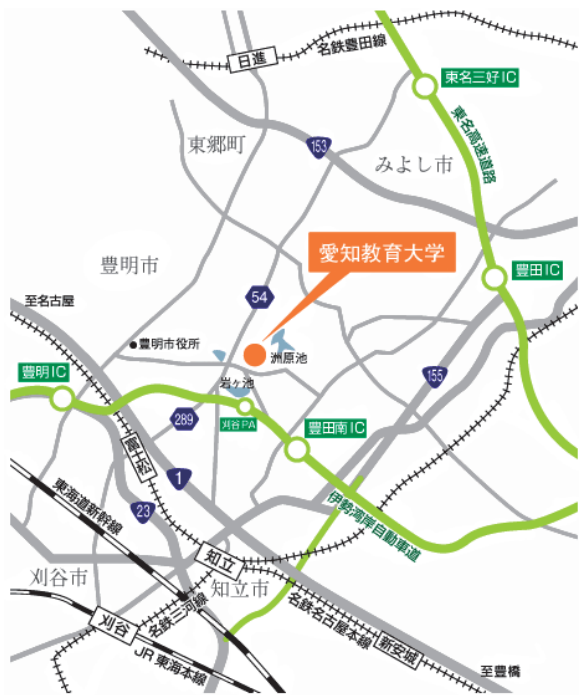 名鉄豊田線
日進
東名三好IC
東名高速道路
153
東郷町
みよし市
愛知教育大学
豊明市
豊田IC
至名古屋
54
豊明市役所
洲原池
豊明IC
岩ヶ池
155
289
刈谷PA
豊田南IC
富士松
1
東海道新幹線
23
伊勢湾岸自動車道
知立
刈谷市
知立市
名鉄三河線
名鉄名古屋本線
刈谷
新安城
JR東海本線
至豊橋